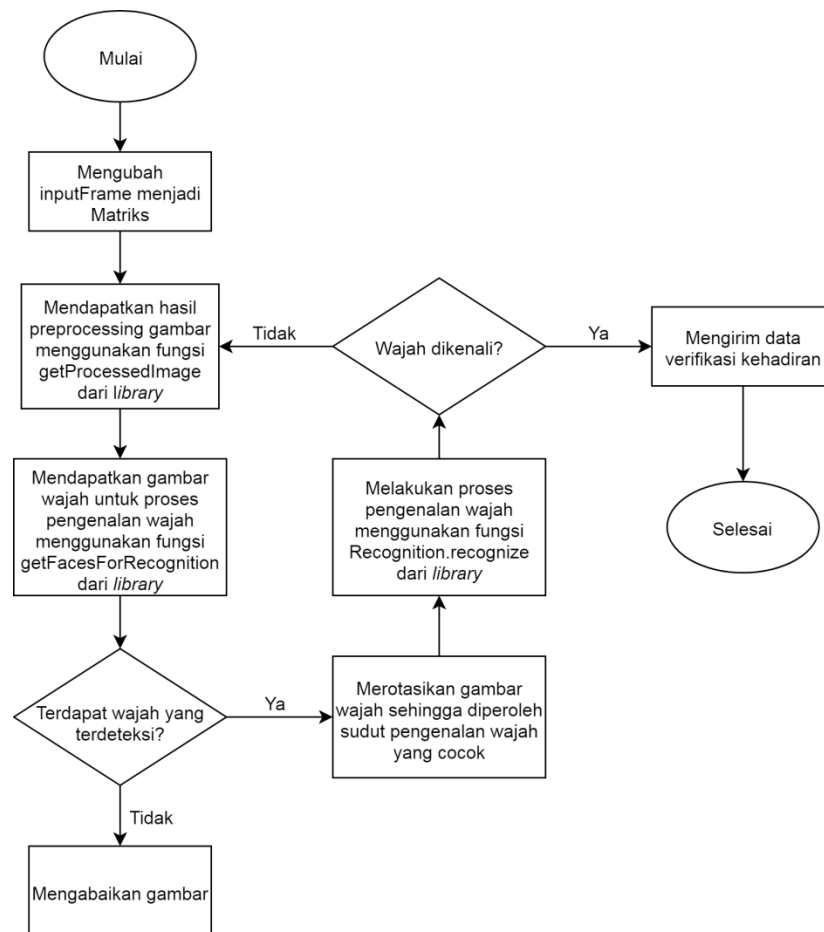 Mulai
Mengubah
inputFrame menjadi
Matriks
Mendapatkan hasil
preprocessing gambar
menggunakan fungsi
getProcessedImage
dari library
Mendapatkan gambar
wajah untuk proses
pengenalan wajah
menggunakan fungsi
getFacesForRecognition
dari library
Terdapat wajah yang
terdeteksi?
Tidak
Mengabaikan gambar
Ya
Merotasikan gambar
wajah sehingga diperoleh
sudut pengenalan wajah
yang cocok
Melakukan proses
pengenalan wajah
menggunakan fungsi
Recognition.recognize
dari library
Wajah dikenali?
Tidak
Ya
Mengirim data
verifikasi kehadiran
Selesai